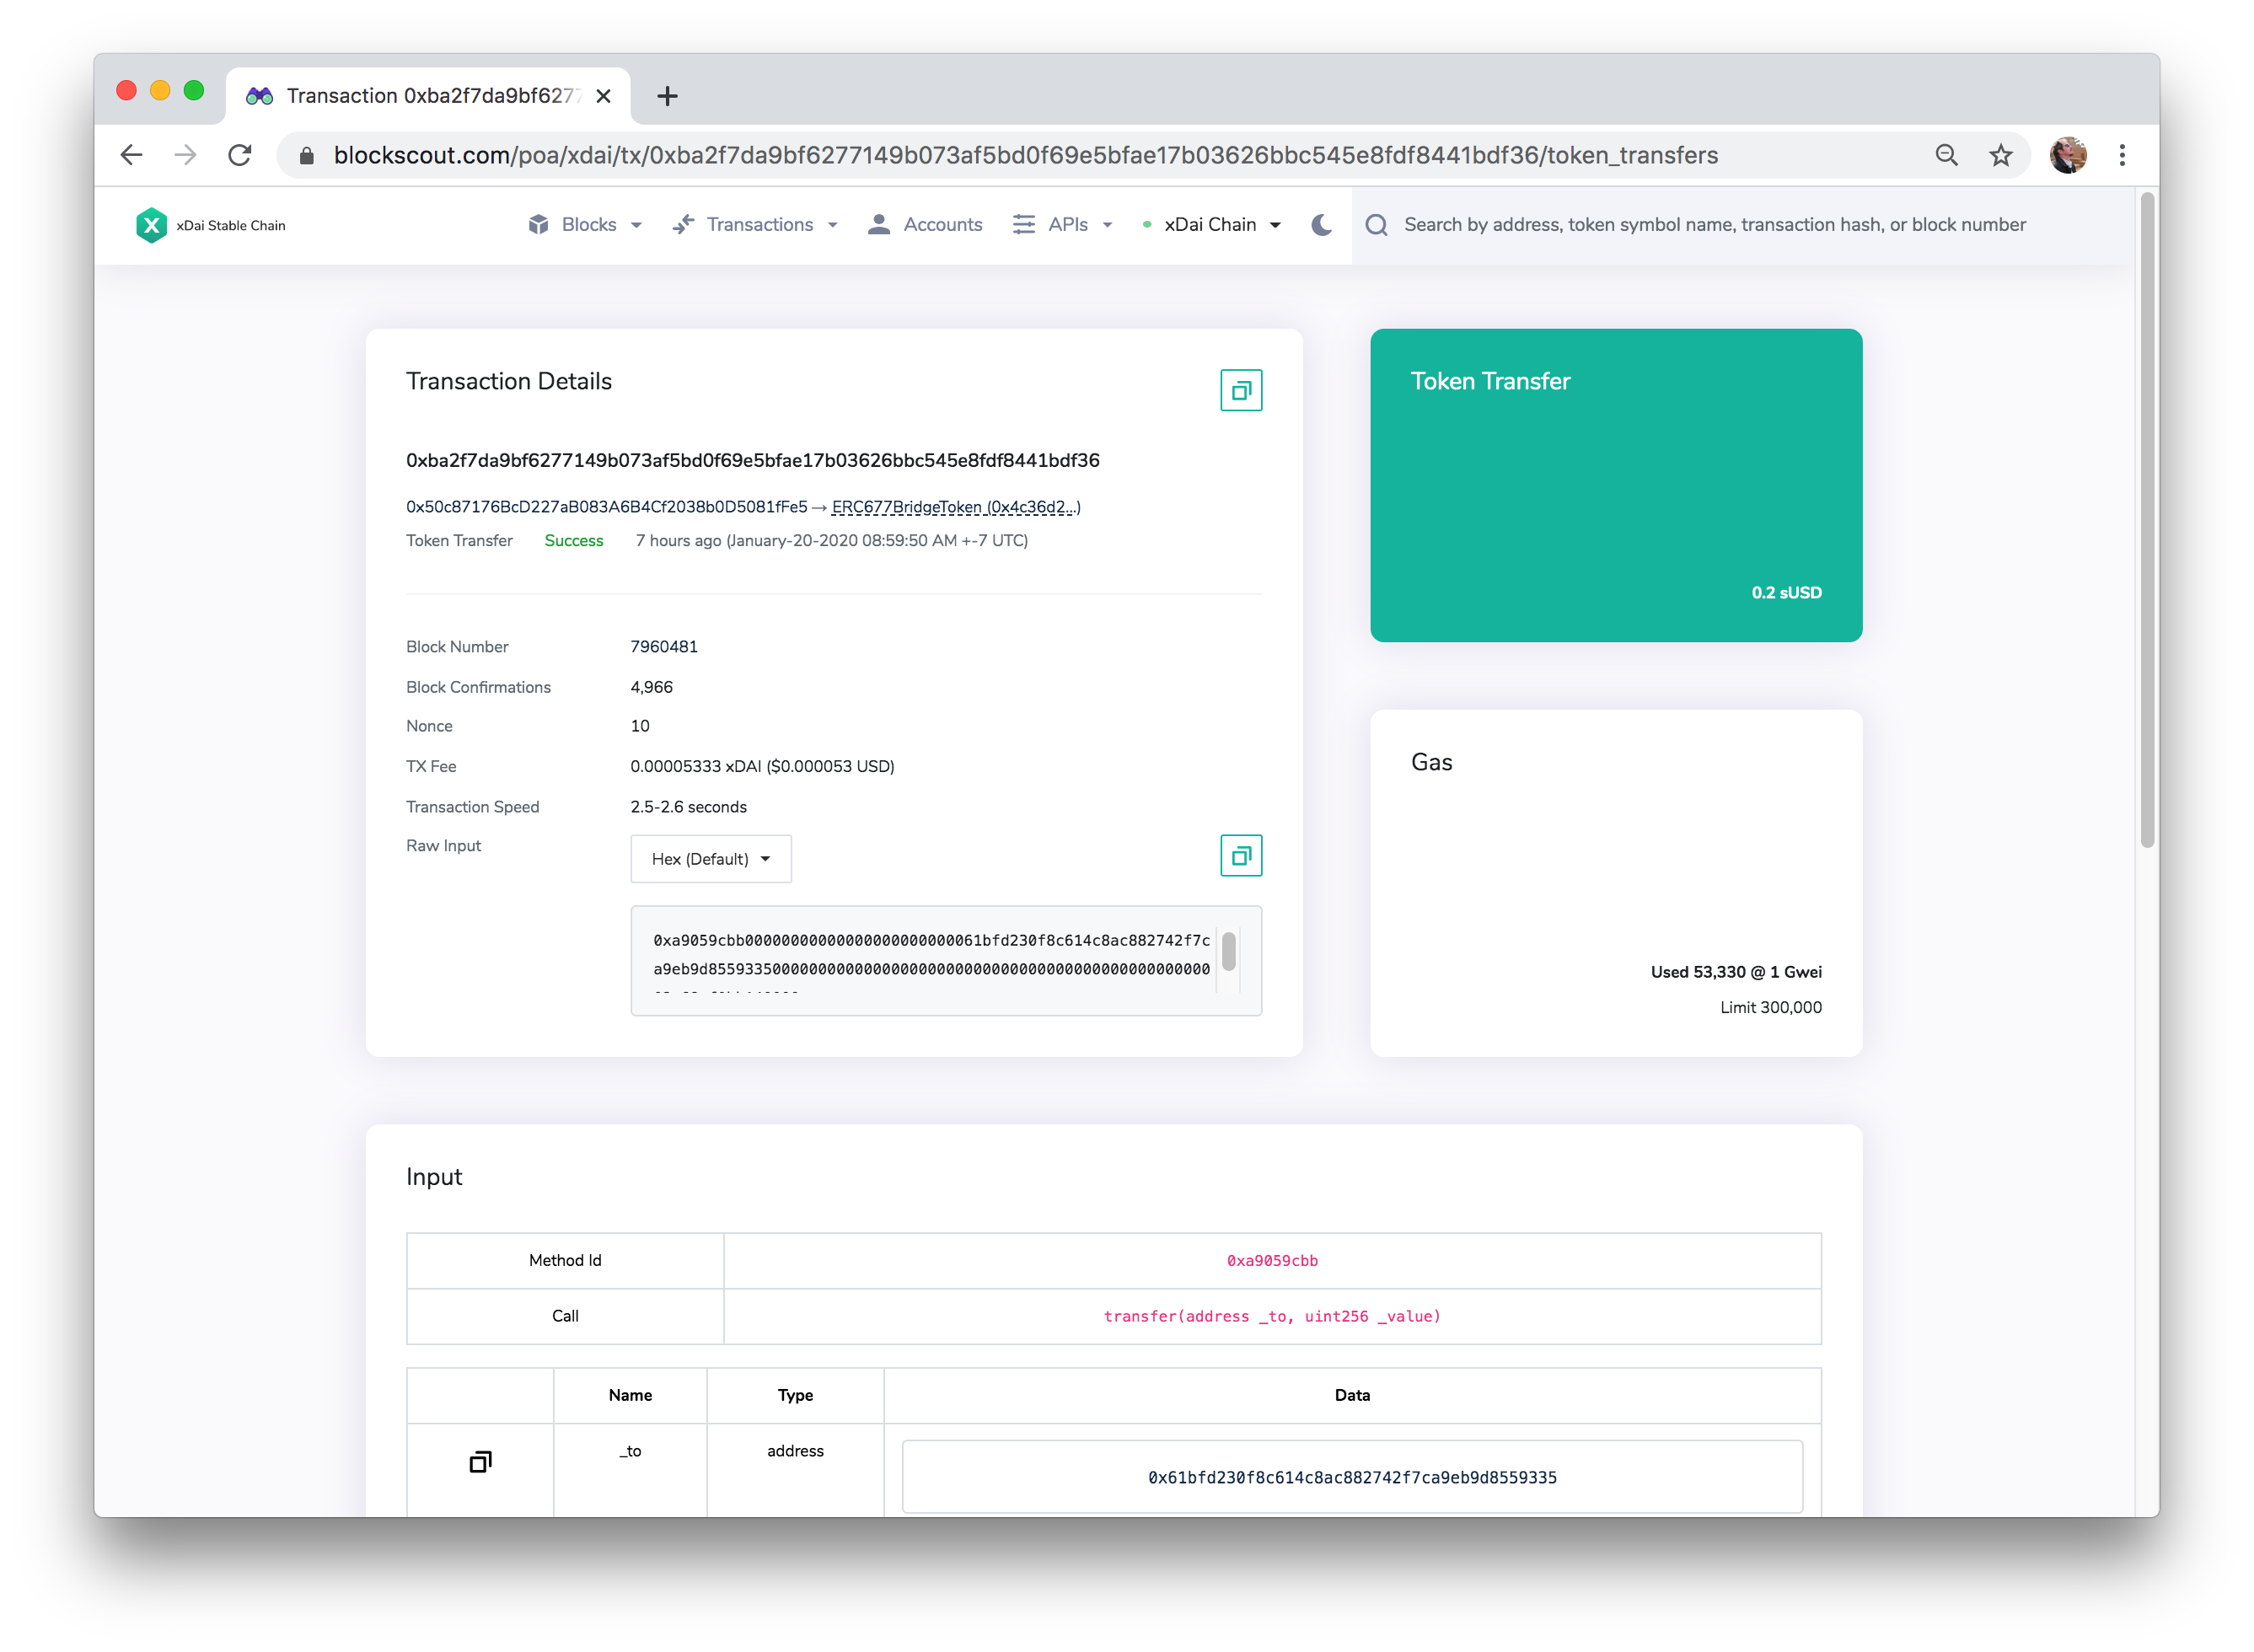 Transaction 0xba2f7da9bf6277
blockscout.com/poa/xdai/tx/0xba2f7da9bf6277149b073af5bd0f69e5bfae17b03626bbc545e8fdf8441bdf36/token_transfers
xDai Stable Chain
Blocks
Transactions
Accounts
APIs
xDai Chain
Search by address, token symbol name, transaction hash, or block number
Transaction Details
0xba2f7da9bf6277149b073af5bd0f69e5bfae17b03626bbc545e8fdf8441bdf36
0x50c87176BcD227aB083A6B4Cf2038b0D5081fFe5 → ERC677BridgeToken (0x4c36d2...)
Token Transfer Success 7 hours ago (January-20-2020 08:59:50 AM +-7 UTC)
Block Number 7960481
Block Confirmations 4,966
Nonce 10
TX Fee 0.00005333 xDAI ($0.000053 USD)
Transaction Speed 2.5-2.6 seconds
Raw Input Hex (Default)
0xa9059cbb00000000000000000000000061bfd230f8c614c8ac882742f7c
a9eb9d8559335000000000000000000000000000000000000000000000000
Token Transfer
0.2 sUSD
Gas
Used 53,330 @ 1 Gwei
Limit 300,000
Input
Method Id 0xa9059cbb
Call transfer(address _to, uint256 _value)
Name Type Data
_to address 0x61bfd230f8c614c8ac882742f7ca9eb9d8559335